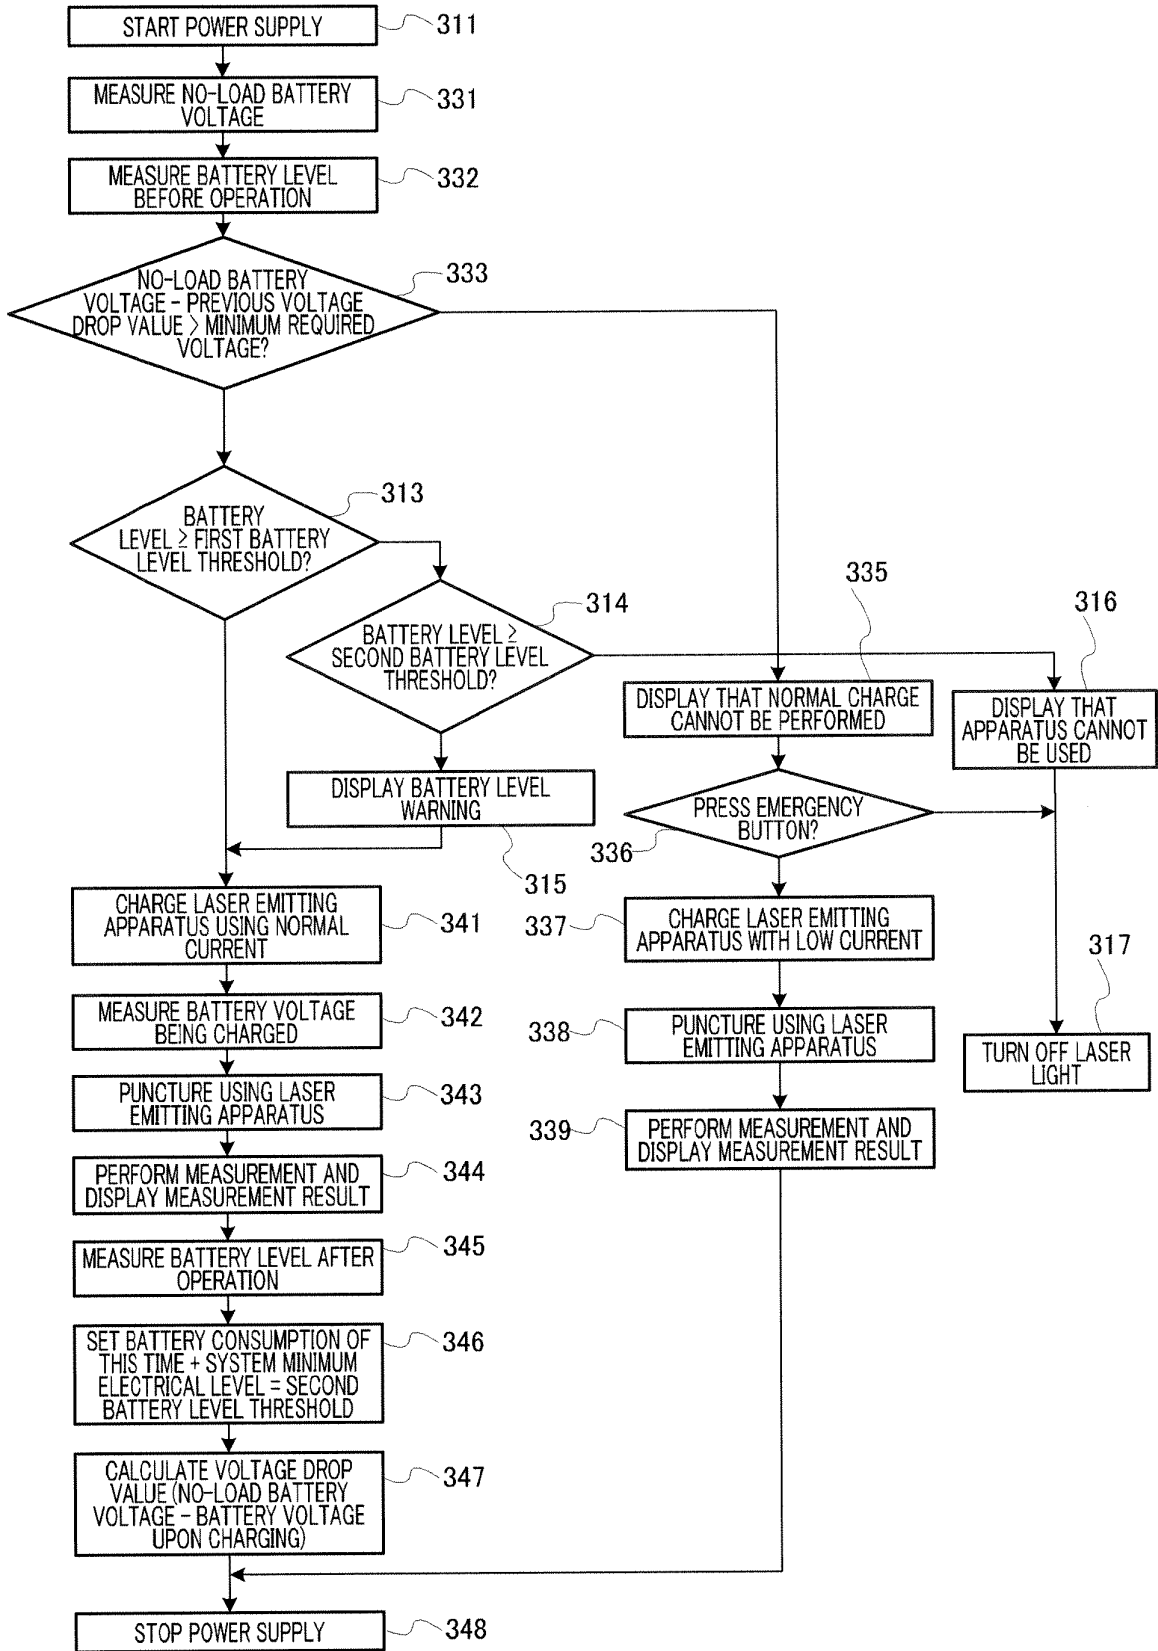 START POWER SUPPLY
311
MEASURE NO-LOAD BATTERY
VOLTAGE
331
MEASURE BATTERY LEVEL
BEFORE OPERATION
332
NO-LOAD BATTERY
VOLTAGE - PREVIOUS VOLTAGE
DROP VALUE > MINIMUM REQUIRED
VOLTAGE?
333
BATTERY
LEVEL ≥ FIRST BATTERY
LEVEL THRESHOLD?
313
BATTERY LEVEL ≥
SECOND BATTERY LEVEL
THRESHOLD?
314
DISPLAY BATTERY LEVEL
WARNING
315
DISPLAY THAT NORMAL CHARGE
CANNOT BE PERFORMED
335
DISPLAY THAT
APPARATUS CANNOT
BE USED
316
PRESS EMERGENCY
BUTTON?
336
CHARGE LASER EMITTING
APPARATUS WITH LOW CURRENT
337
PUNCTURE USING LASER
EMITTING APPARATUS
338
PERFORM MEASUREMENT AND
DISPLAY MEASUREMENT RESULT
339
TURN OFF LASER
LIGHT
317
CHARGE LASER EMITTING
APPARATUS USING NORMAL
CURRENT
341
MEASURE BATTERY VOLTAGE
BEING CHARGED
342
PUNCTURE USING LASER
EMITTING APPARATUS
343
PERFORM MEASUREMENT AND
DISPLAY MEASUREMENT RESULT
344
MEASURE BATTERY LEVEL AFTER
OPERATION
345
SET BATTERY CONSUMPTION OF
THIS TIME + SYSTEM MINIMUM
ELECTRICAL LEVEL = SECOND
BATTERY LEVEL THRESHOLD
346
CALCULATE VOLTAGE DROP
VALUE (NO-LOAD BATTERY
VOLTAGE - BATTERY VOLTAGE
UPON CHARGING)
347
STOP POWER SUPPLY
348